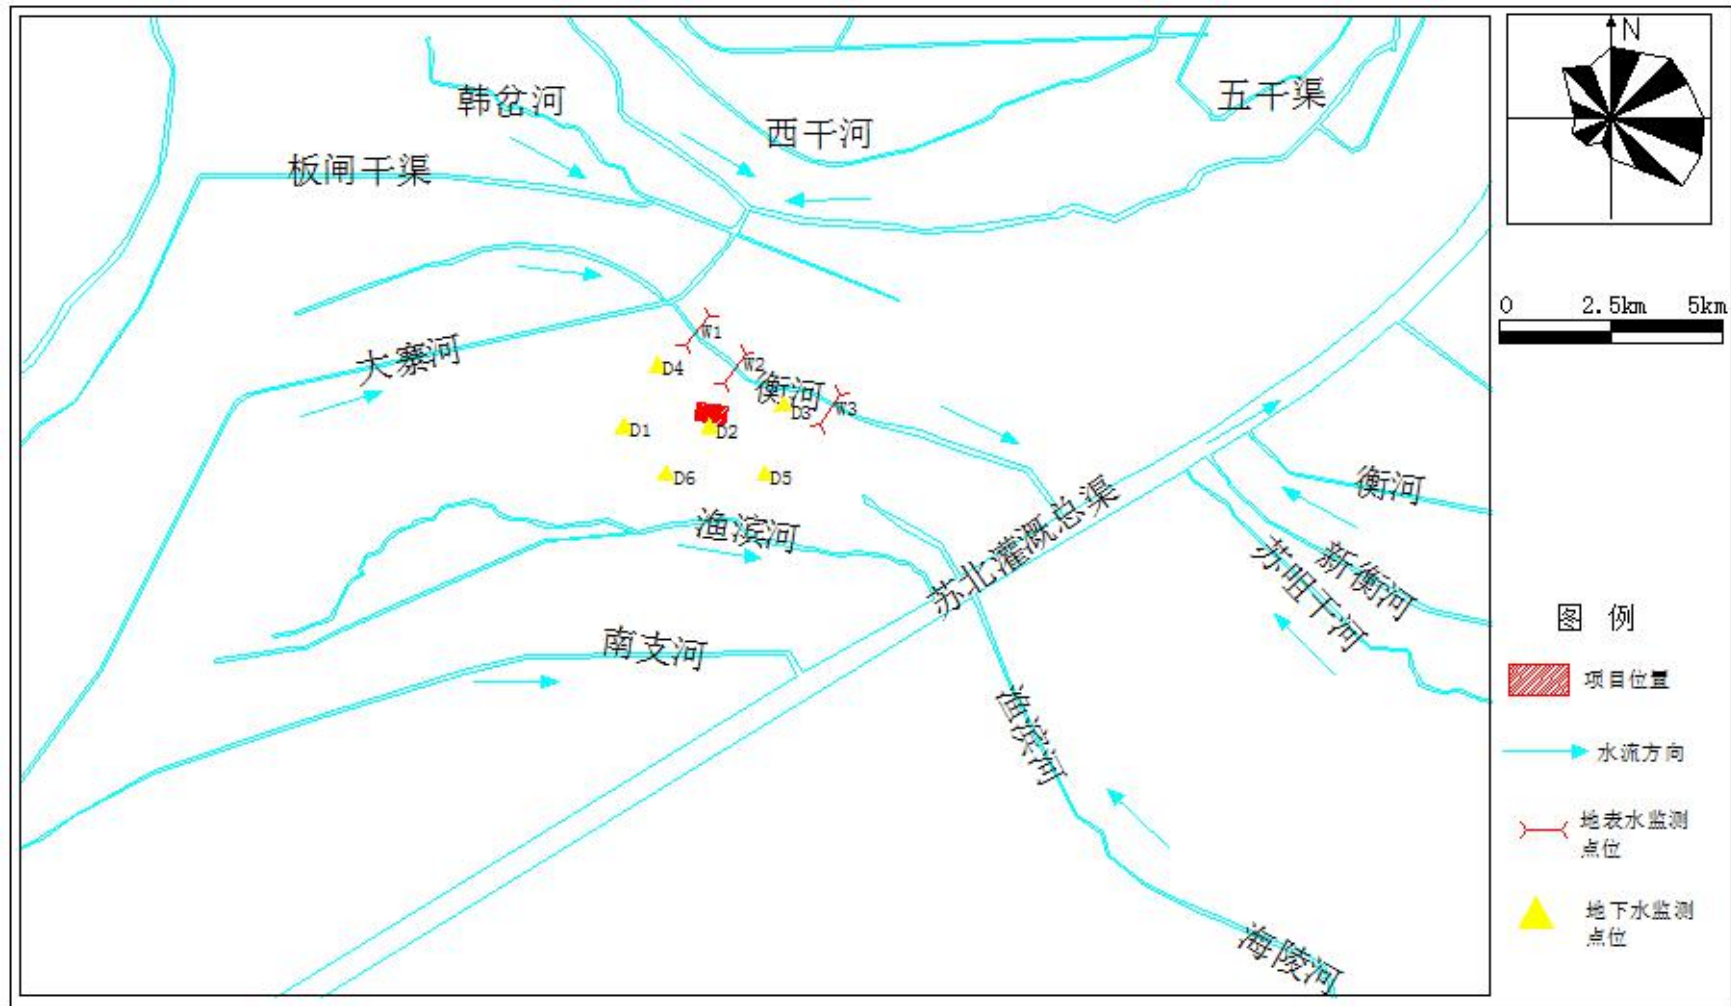 韩岔河
西干河
五干渠
板闸干渠
N
0 2.5km 5km
大寨河
W1
D4
W2
衡河
D3
W3
D1
D2
D6
D5
衡河
渔滨河
苏北灌溉总渠
苏咀干河
新衡河
南支河
渔滨河
海陵河
图 例
项目位置
水流方向
地表水监测
点位
地下水监测
点位